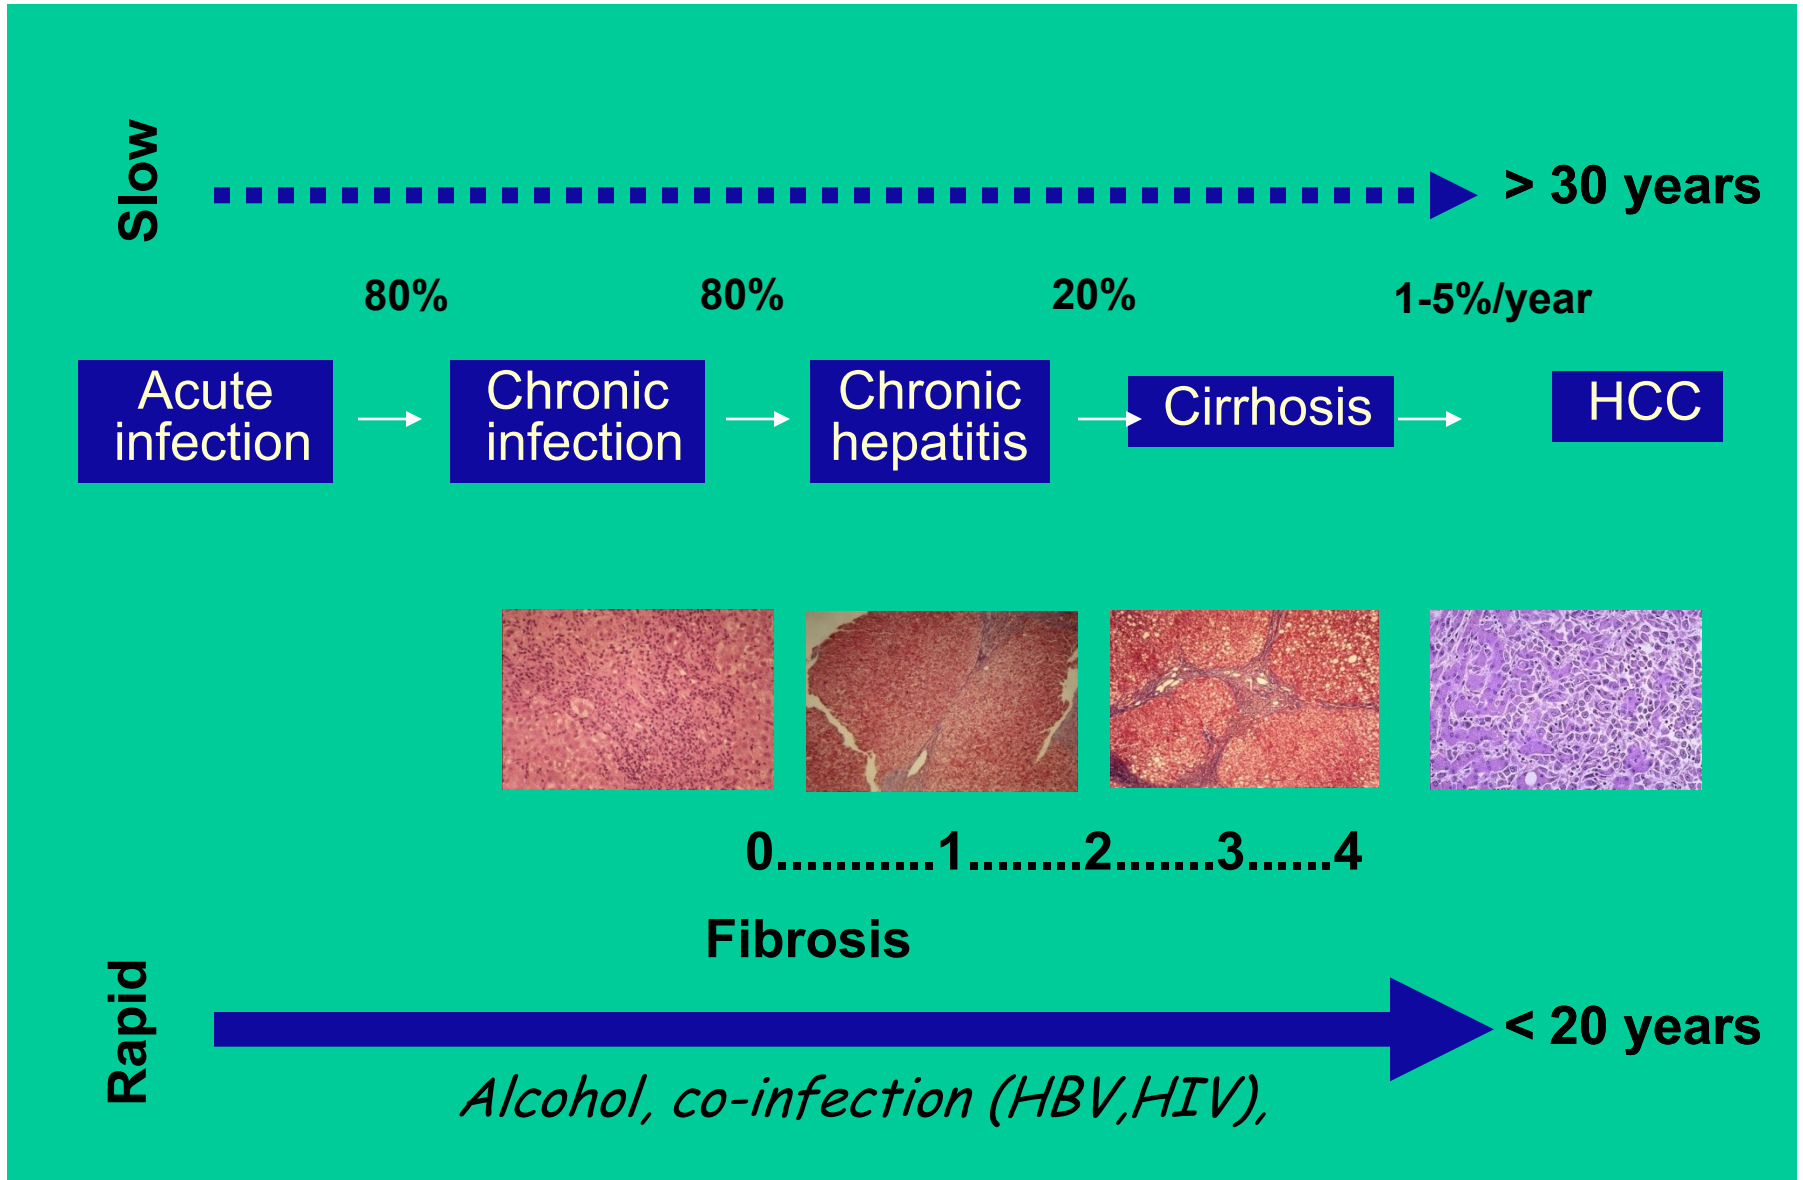 Slow
> 30 years
80%
80%
20%
1-5%/year
Acute
infection
Chronic
infection
Chronic
hepatitis
Cirrhosis
HCC
0...........1........2.......3......4
Fibrosis
Rapid
< 20 years
Alcohol, co-infection (HBV,HIV),